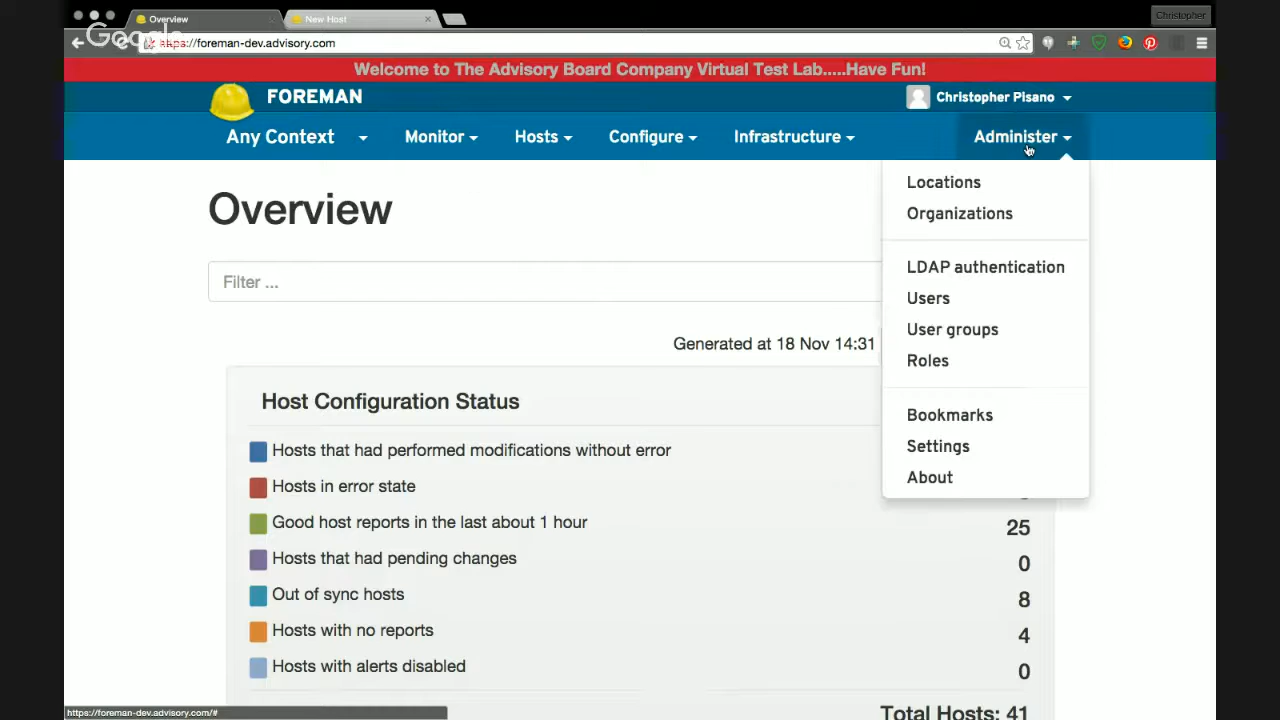 Overview
New Host
Christopher
Google
https://foreman-dev.advisory.com
Welcome to The Advisory Board Company Virtual Test Lab.....Have Fun!
FOREMAN
Christopher Pisano
Any Context
Monitor
Hosts
Configure
Infrastructure
Administer
Locations
Organizations
LDAP authentication
Users
User groups
Roles
Bookmarks
Settings
About
Overview
Filter ...
Generated at 18 Nov 14:31
Host Configuration Status
Hosts that had performed modifications without error
Hosts in error state
Good host reports in the last about 1 hour 25
Hosts that had pending changes 0
Out of sync hosts 8
Hosts with no reports 4
Hosts with alerts disabled 0
Total Hosts: 41
https://foreman-dev.advisory.com/#